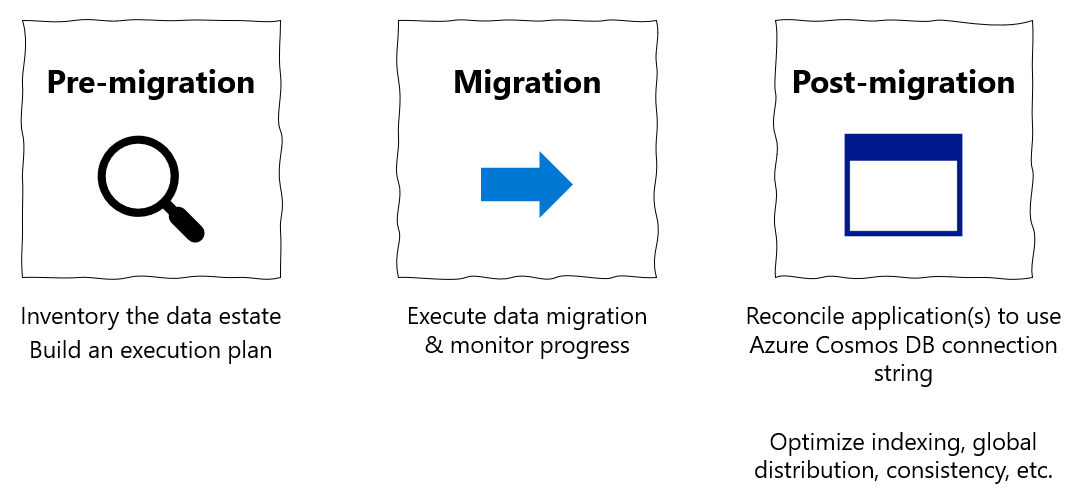 Pre-migration
Inventory the data estate
Build an execution plan
Migration
Execute data migration
& monitor progress
Post-migration
Reconcile application(s) to use
Azure Cosmos DB connection
string
Optimize indexing, global
distribution, consistency, etc.